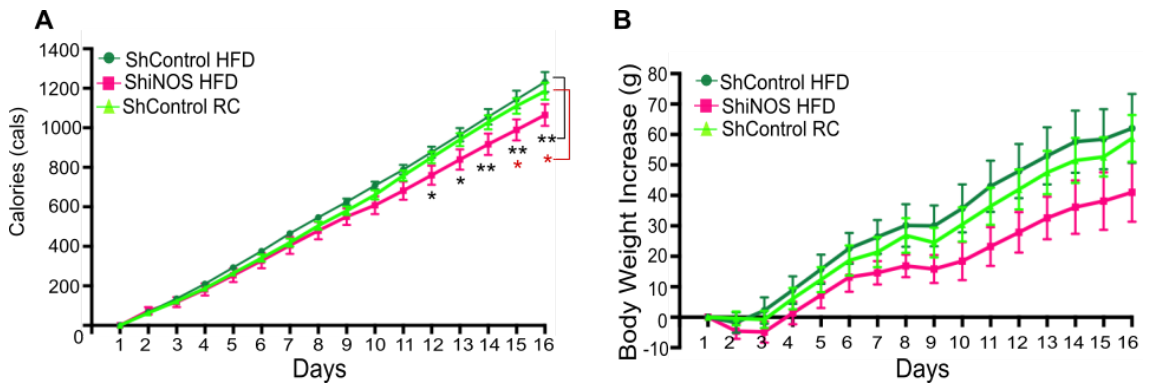 A
1400
1200
1000
800
600
400
200
0
Calories (cals)
ShControl HFD
ShiNOS HFD
ShControl RC
**
**
**
*
*
*
*
1 2 3 4 5 6 7 8 9 10 11 12 13 14 15 16
Days
B
80
70
60
50
40
30
20
10
0
-10
Body Weight Increase (g)
ShControl HFD
ShiNOS HFD
ShControl RC
1 2 3 4 5 6 7 8 9 10 11 12 13 14 15 16
Days